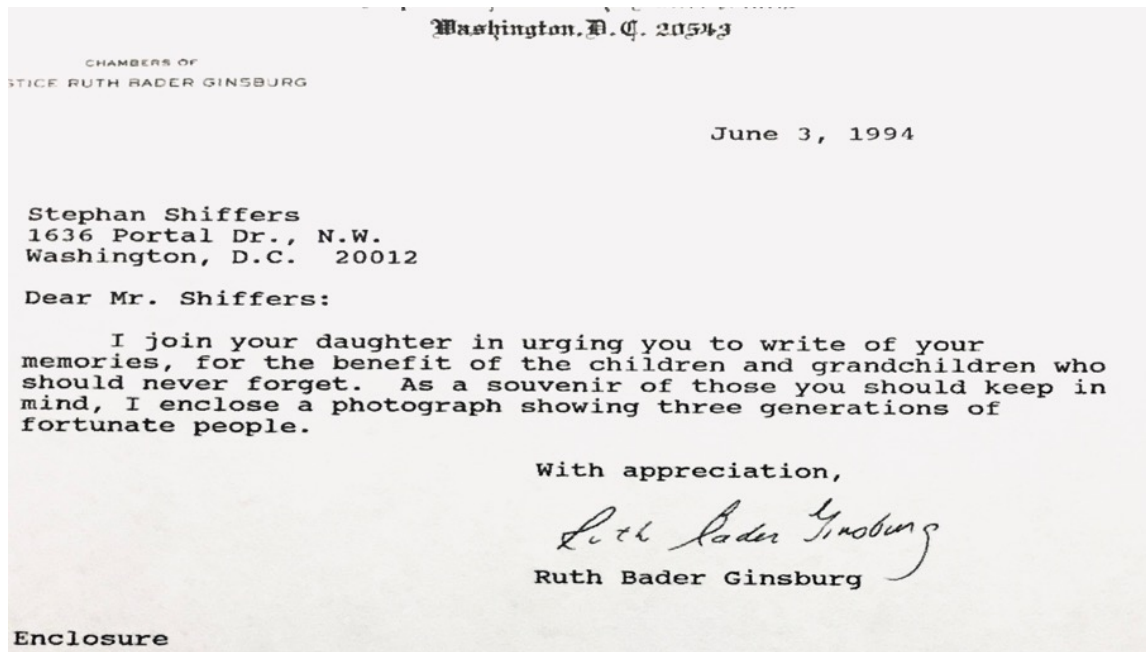 Washington, D.C. 20543
CHAMBERS OF
STICE RUTH BADER GINSBURG
June 3, 1994
Stephan Shiffers
1636 Portal Dr., N.W.
Washington, D.C. 20012
Dear Mr. Shiffers:
I join your daughter in urging you to write of your
memories, for the benefit of the children and grandchildren who
should never forget. As a souvenir of those you should keep in
mind, I enclose a photograph showing three generations of
fortunate people.
With appreciation,
Ruth Bader Ginsburg
Ruth Bader Ginsburg
Enclosure